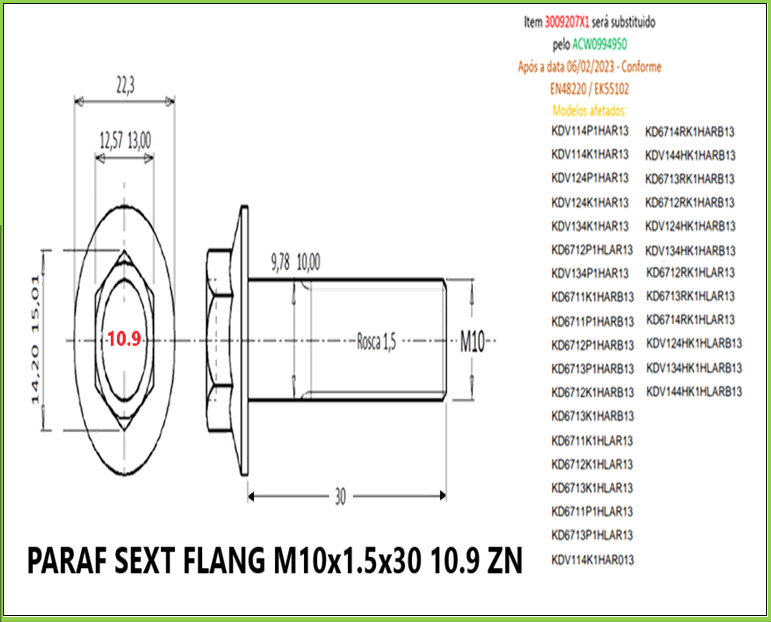 Item 3009207X1 será substituido
pelo ACW0994950
Após a data 06/02/2023 - Conforme
EN48220 / EK55102
Modelos afetados:
KDV114P1HAR13 KD6714RK1HARB13
KDV114K1HAR13 KDV144HK1HARB13
KDV124P1HAR13 KD6713RK1HARB13
KDV124K1HAR13 KD6712RK1HARB13
KDV134K1HAR13 KDV124HK1HARB13
KD6712P1HLAR13 KDV134HK1HARB13
KDV134P1HAR13 KD6712RK1HLAR13
KD6711K1HARB13 KD6713RK1HLAR13
KD6711P1HARB13 KD6714RK1HLAR13
KD6712P1HARB13 KDV124HK1HLARB13
KD6713P1HARB13 KDV134HK1HLARB13
KD6712K1HARB13 KDV144HK1HLARB13
KD6713K1HARB13
KD6711K1HLAR13
KD6712K1HLAR13
KD6713K1HLAR13
KD6711P1HLAR13
KD6713P1HLAR13
KDV114K1HAR013
22,3
12,57 13,00
14,20 15,01
10.9
9,78 10,00
Rosca 1,5
M10
30
PARAF SEXT FLANG M10x1.5x30 10.9 ZN